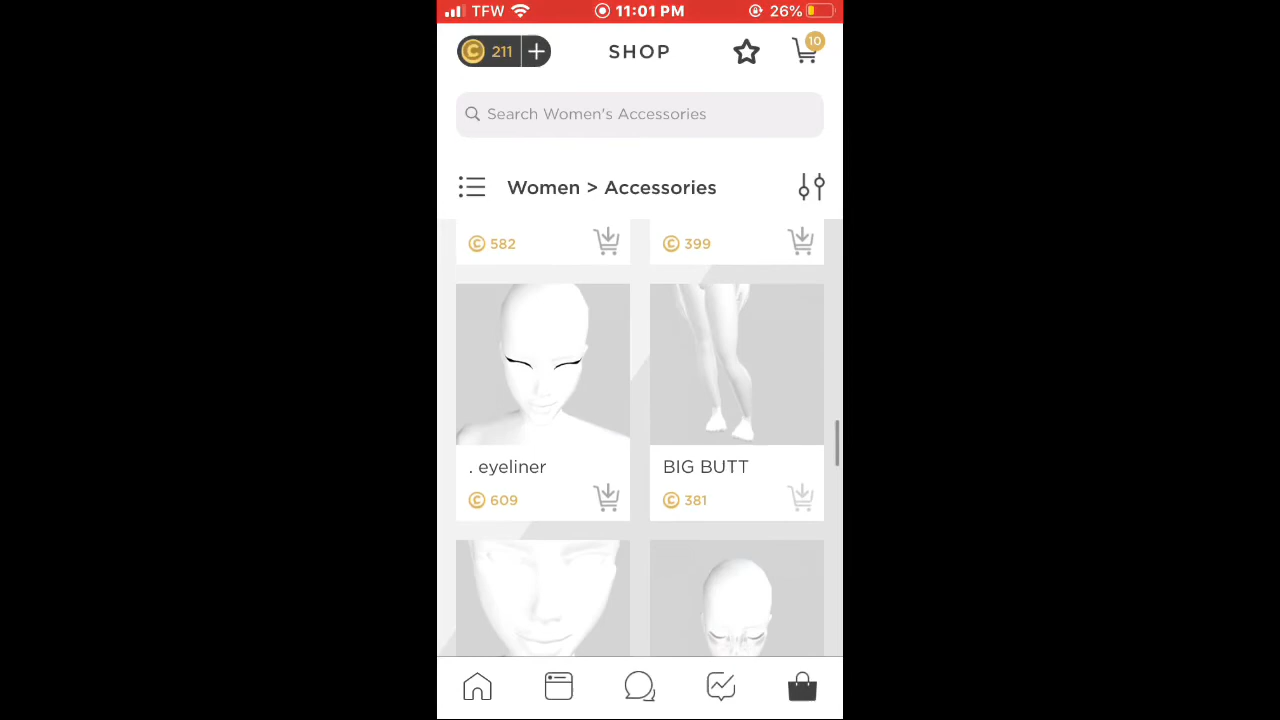 TFW 11:01 PM 26%
C 211 + SHOP 10
Search Women's Accessories
Women > Accessories
C 582 C 399
. eyeliner BIG BUTT
C 609 C 381